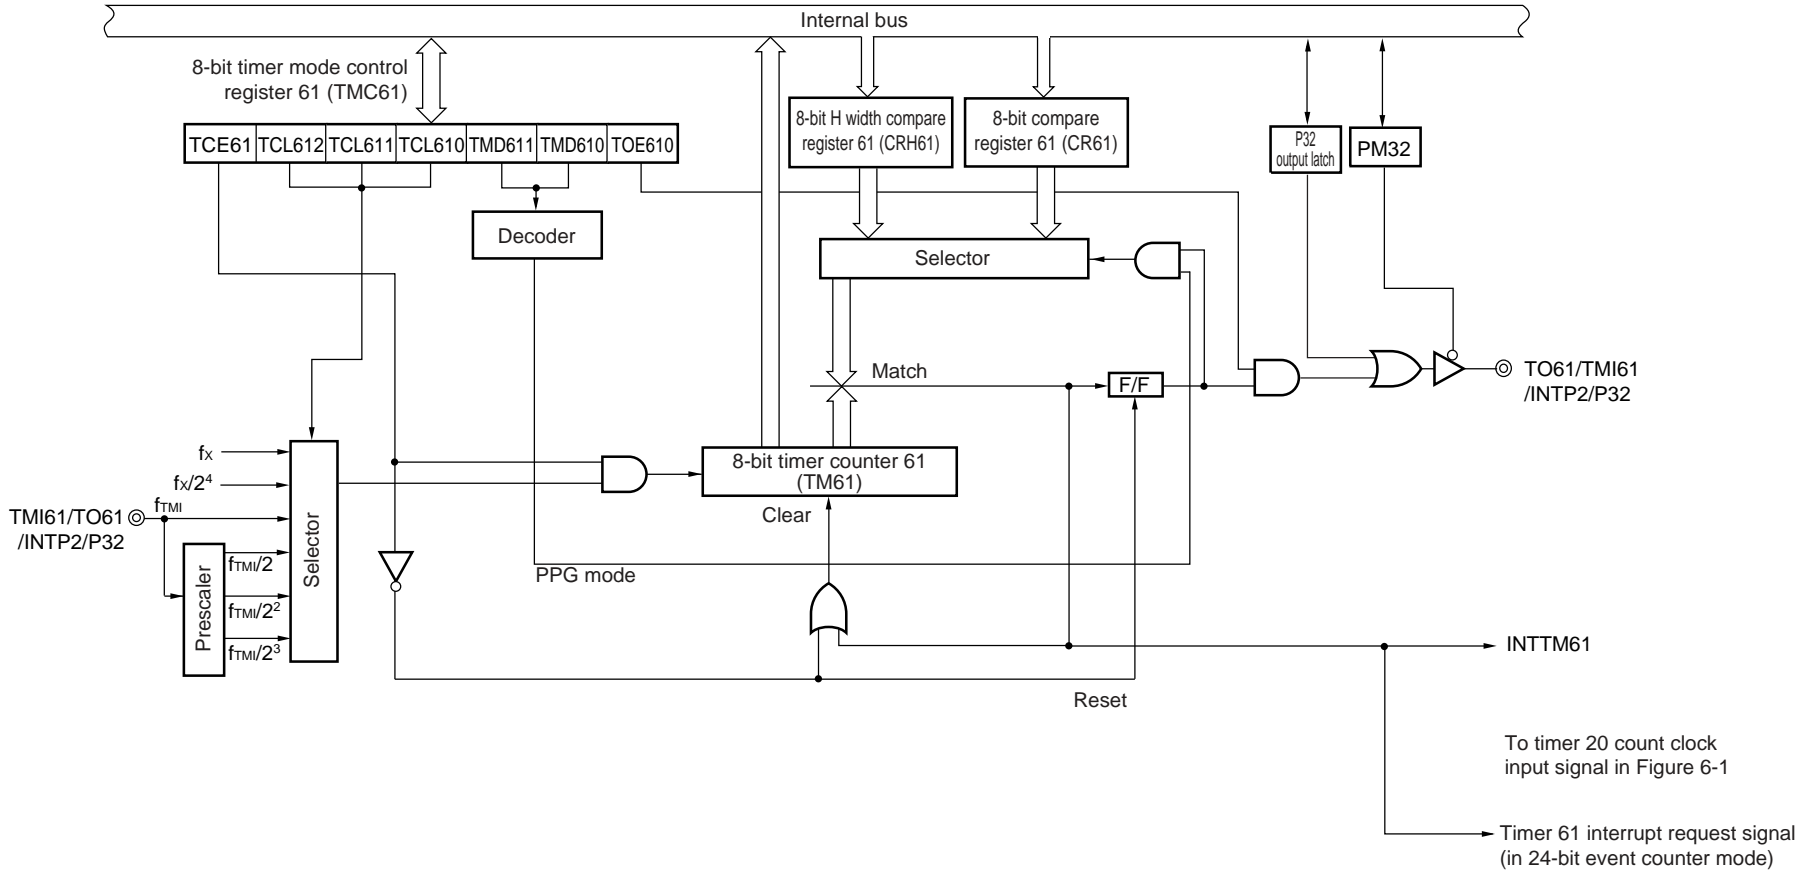 Internal bus
8-bit timer mode control
register 61 (TMC61)
TCE61 TCL612 TCL611 TCL610 TMD611 TMD610 TOE610
8-bit H width compare
register 61 (CRH61)
8-bit compare
register 61 (CR61)
P32
output latch
PM32
Decoder
Selector
Match
F/F
TO61/TMI61
/INTP2/P32
fX
fX/2⁴
fTMI
TMI61/TO61
/INTP2/P32
Prescaler
fTMI/2
fTMI/2²
fTMI/2³
Selector
8-bit timer counter 61
(TM61)
Clear
PPG mode
INTTM61
Reset
To timer 20 count clock
input signal in Figure 6-1
Timer 61 interrupt request signal
(in 24-bit event counter mode)